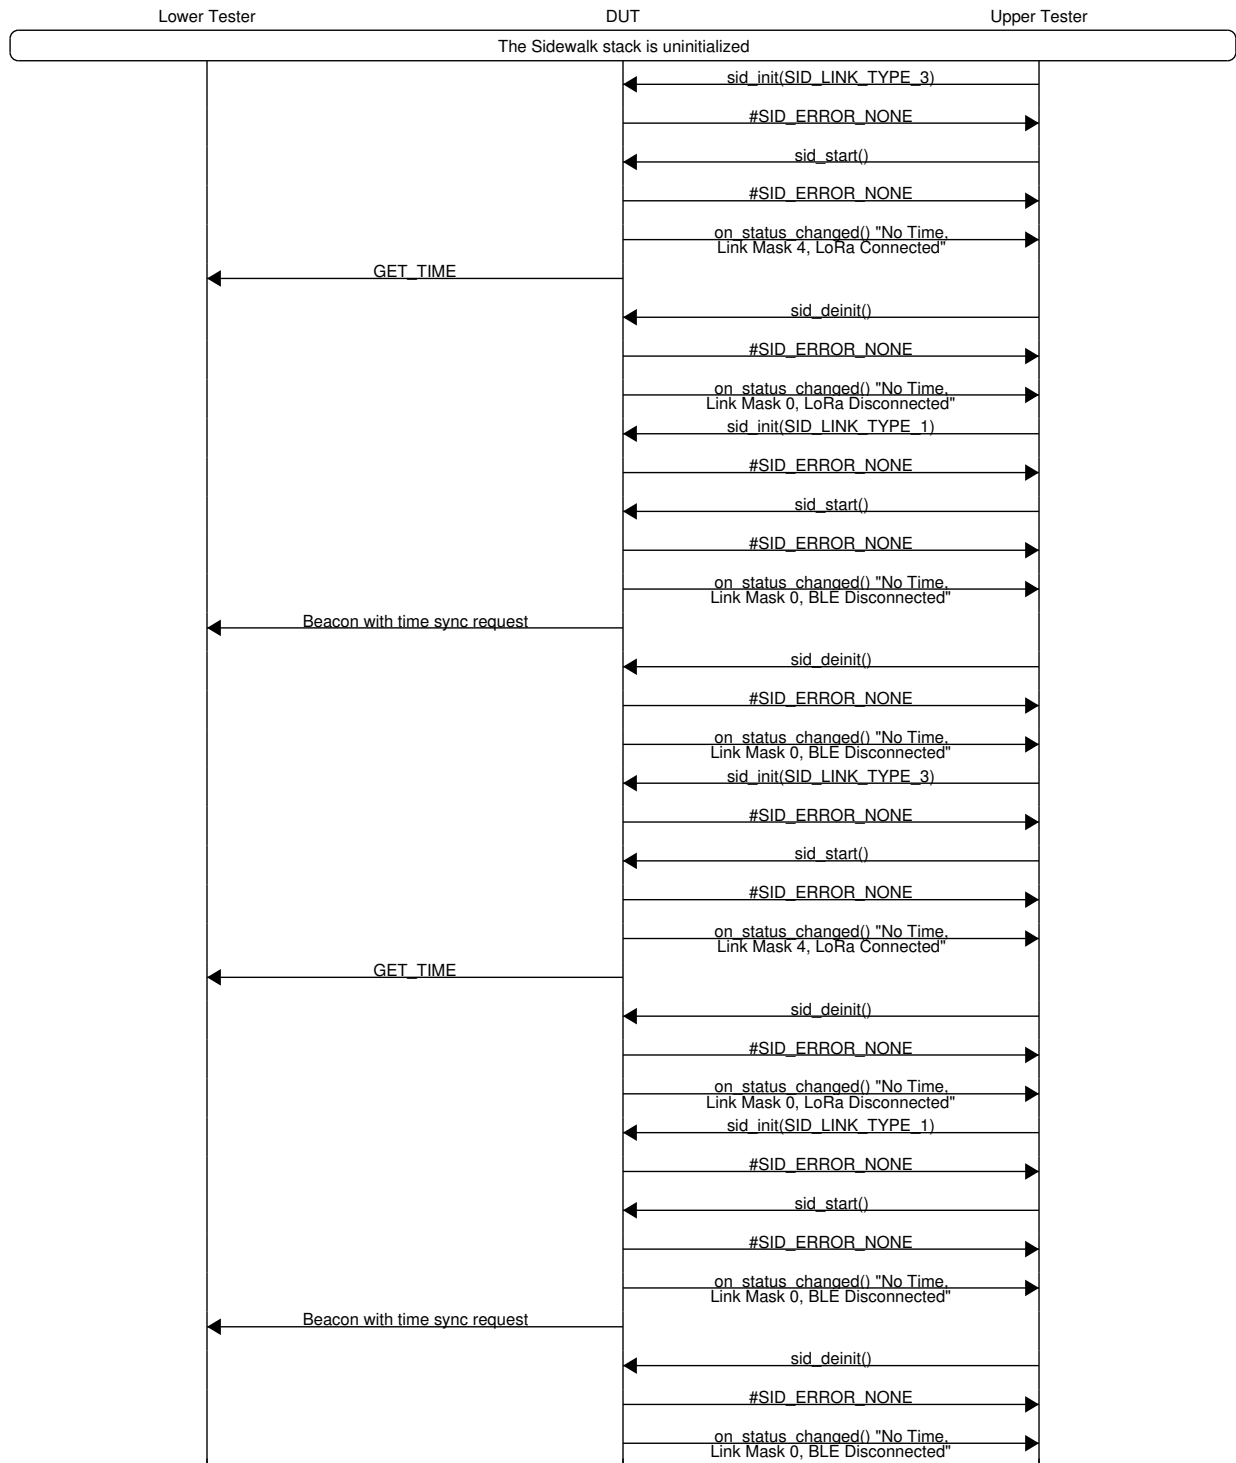 Lower Tester DUT Upper Tester
The Sidewalk stack is uninitialized
sid_init(SID_LINK_TYPE_3)
#SID_ERROR_NONE
sid_start()
#SID_ERROR_NONE
on_status_changed() "No Time,
Link Mask 4, LoRa Connected"
GET_TIME
sid_deinit()
#SID_ERROR_NONE
on_status_changed() "No Time,
Link Mask 0, LoRa Disconnected"
sid_init(SID_LINK_TYPE_1)
#SID_ERROR_NONE
sid_start()
#SID_ERROR_NONE
on_status_changed() "No Time,
Link Mask 0, BLE Disconnected"
Beacon with time sync request
sid_deinit()
#SID_ERROR_NONE
on_status_changed() "No Time,
Link Mask 0, BLE Disconnected"
sid_init(SID_LINK_TYPE_3)
#SID_ERROR_NONE
sid_start()
#SID_ERROR_NONE
on_status_changed() "No Time,
Link Mask 4, LoRa Connected"
GET_TIME
sid_deinit()
#SID_ERROR_NONE
on_status_changed() "No Time,
Link Mask 0, LoRa Disconnected"
sid_init(SID_LINK_TYPE_1)
#SID_ERROR_NONE
sid_start()
#SID_ERROR_NONE
on_status_changed() "No Time,
Link Mask 0, BLE Disconnected"
Beacon with time sync request
sid_deinit()
#SID_ERROR_NONE
on_status_changed() "No Time,
Link Mask 0, BLE Disconnected"